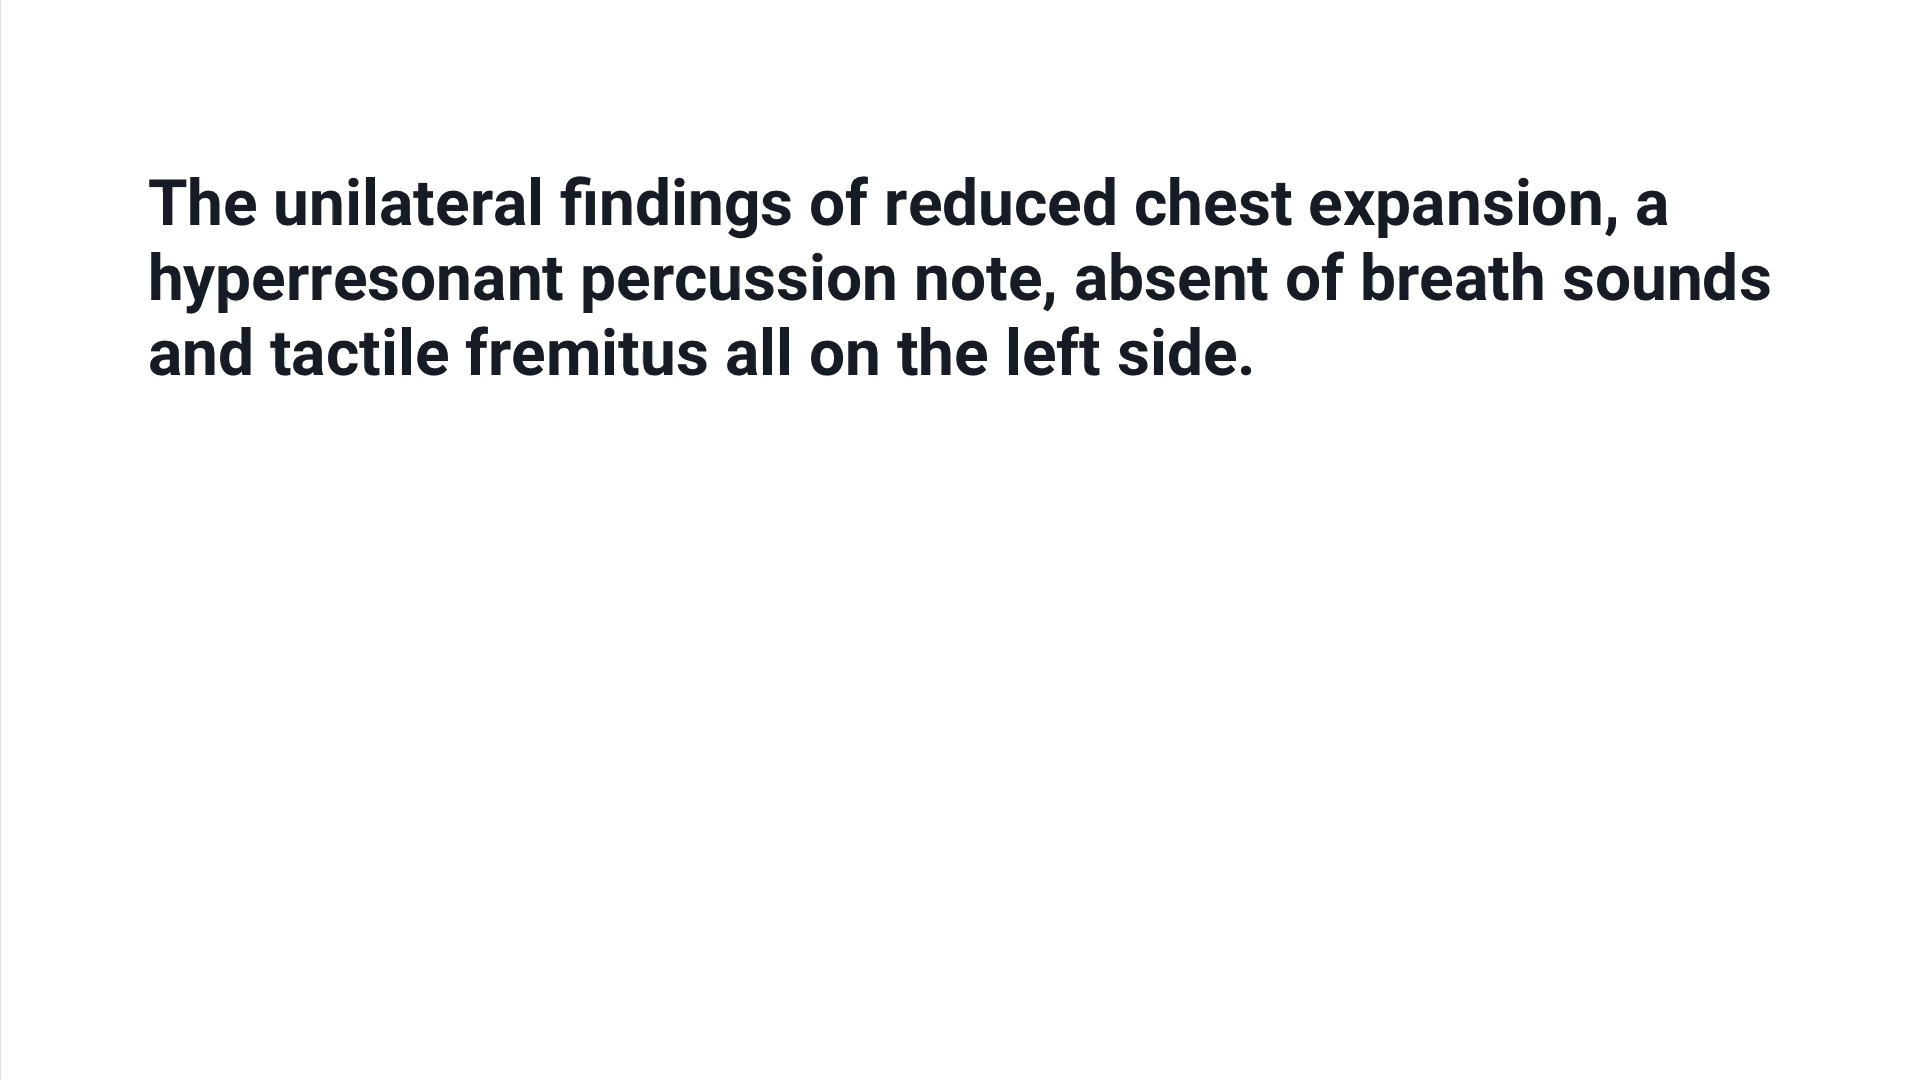 The unilateral findings of reduced chest expansion, a
hyperresonant percussion note, absent of breath sounds
and tactile fremitus all on the left side.